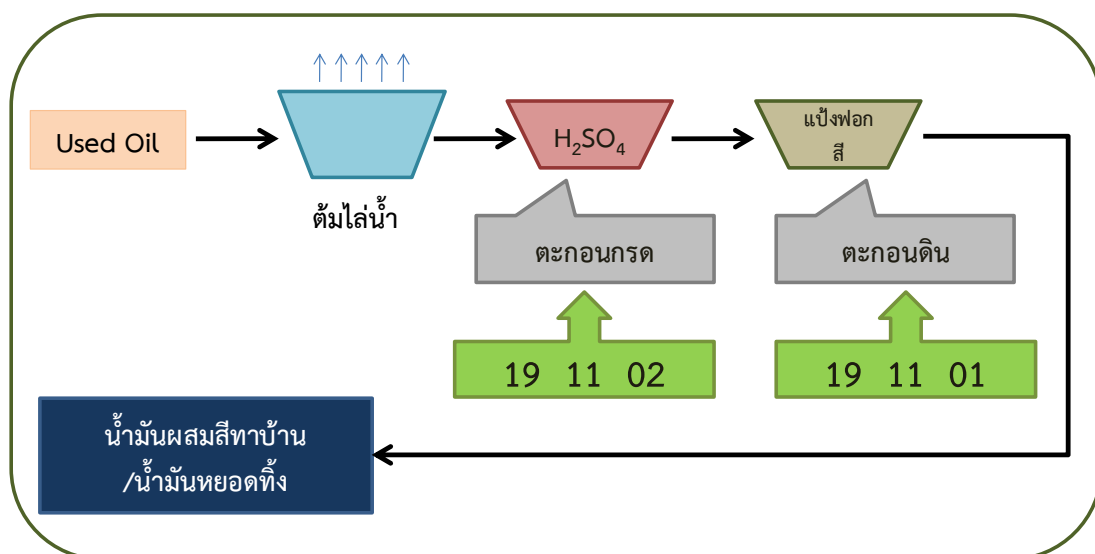 Used Oil
ต้มไล่น้ำ
H₂SO₄
แป้งฟอก
สี
ตะกอนกรด
ตะกอนดิน
19 11 02
19 11 01
น้ำมันผสมสีทาบ้าน
/น้ำมันหยอดทิ้ง